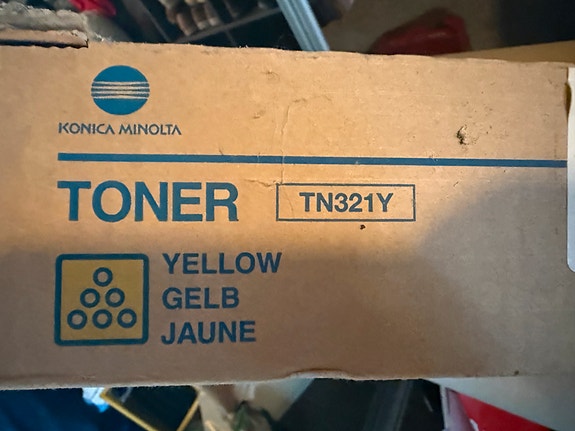 KONICA MINOLTA
TONER TN321Y
YELLOW
GELB
JAUNE